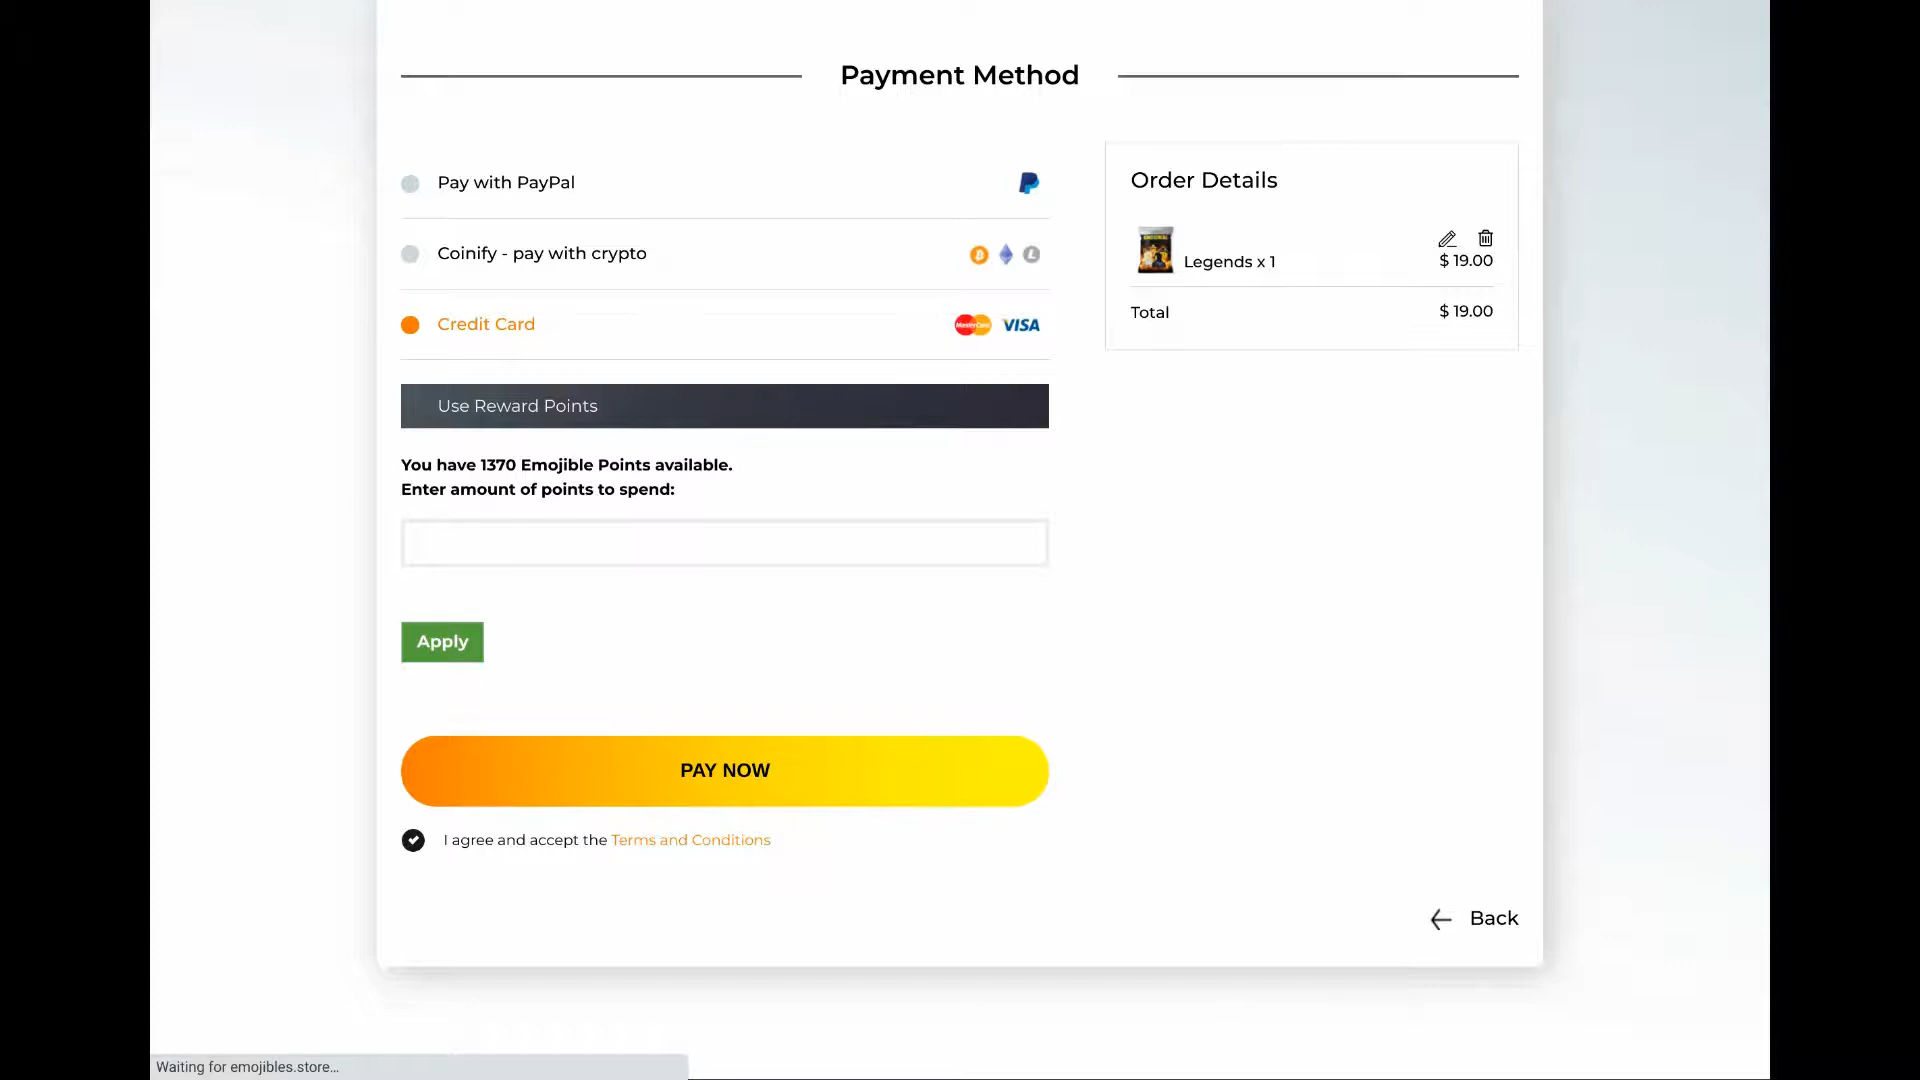 Payment Method
Pay with PayPal
Coinify - pay with crypto
Credit Card
MasterCard
VISA
Use Reward Points
You have 1370 Emojible Points available.
Enter amount of points to spend:
Apply
PAY NOW
I agree and accept the Terms and Conditions
Order Details
Legends x 1
$ 19.00
Total
$ 19.00
Back
Waiting for emojibles.store...